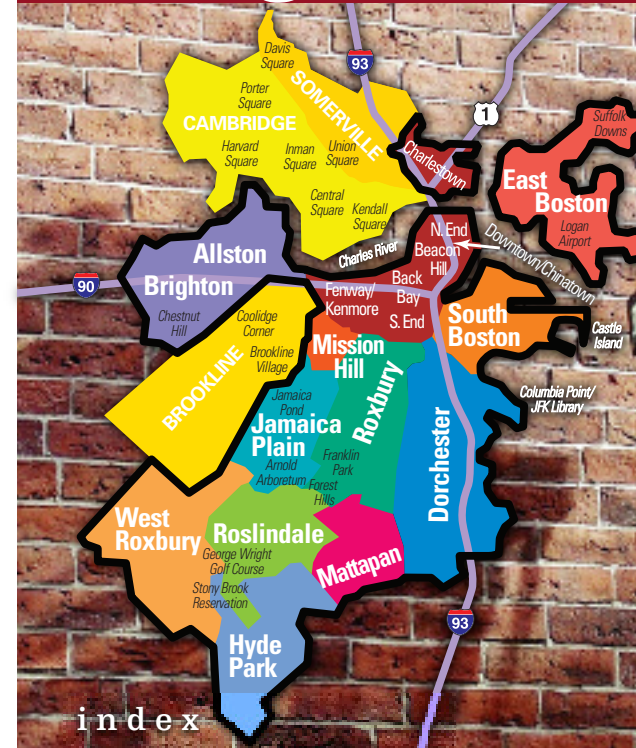 Davis
Square
93
SOMERVILLE
Porter
Square
CAMBRIDGE
1
Suffolk
Downs
Harvard
Square
Inman
Square
Union
Square
Charlestown
East
Boston
Central
Square
Kendall
Square
Logan
Airport
Charles River
N. End
Beacon
Hill
Downtown/Chinatown
Allston
Brighton
90
Chestnut
Hill
Coolidge
Corner
Brookline
Village
BROOKLINE
Fenway/
Kenmore
Back
Bay
S. End
South
Boston
Castle
Island
Mission
Hill
Roxbury
Columbia Point/
JFK Library
Jamaica
Pond
Jamaica
Plain
Arnold
Arboretum
Franklin
Park
Forest
Hills
Dorchester
West
Roxbury
Roslindale
George Wright
Golf Course
Stony Brook
Reservation
Mattapan
Hyde
Park
93
index